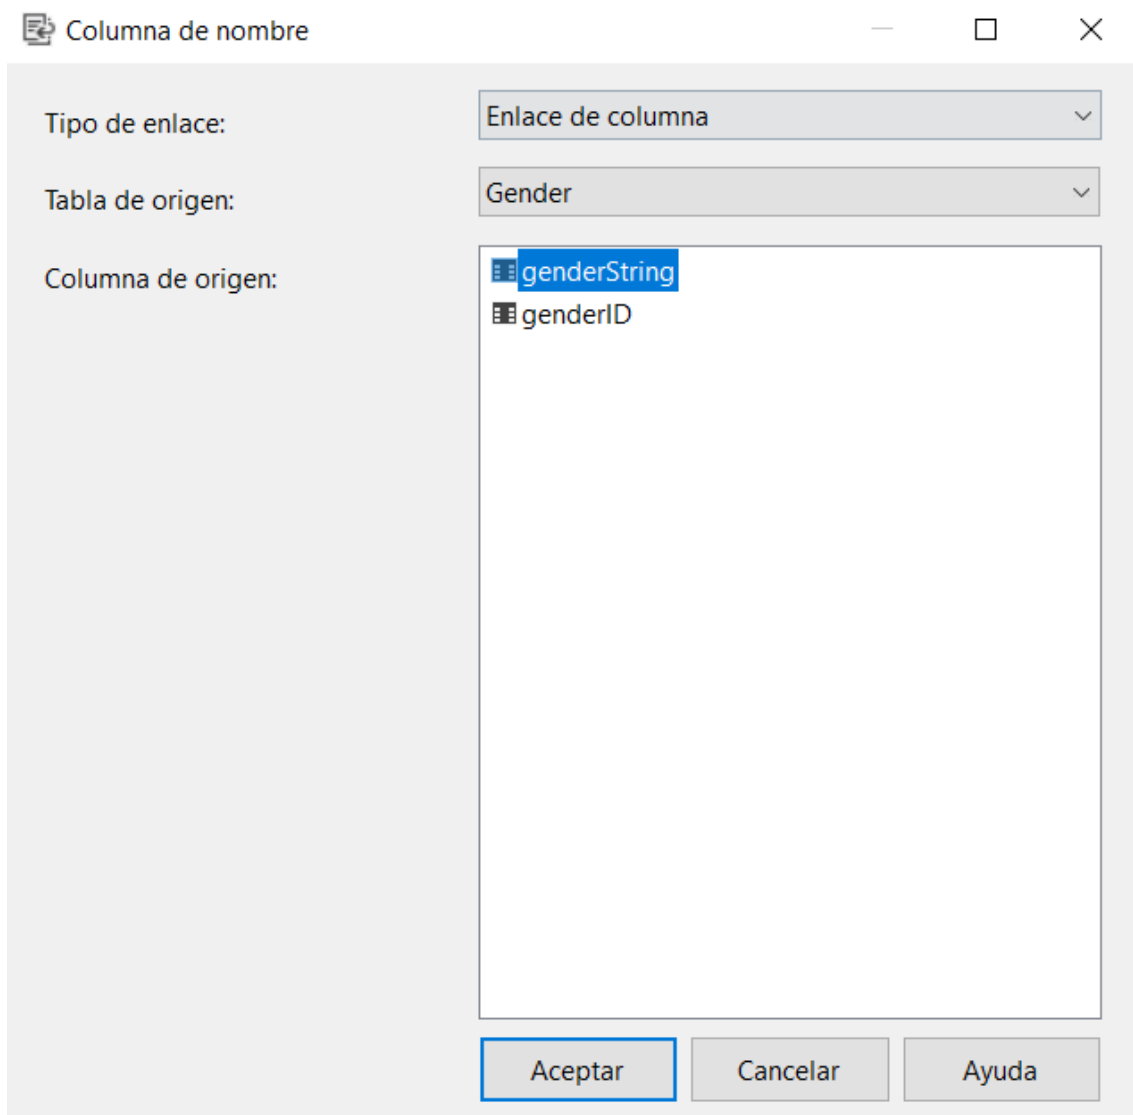 Columna de nombre
Tipo de enlace:
Enlace de columna
Tabla de origen:
Gender
Columna de origen:
genderString
genderID
Aceptar
Cancelar
Ayuda